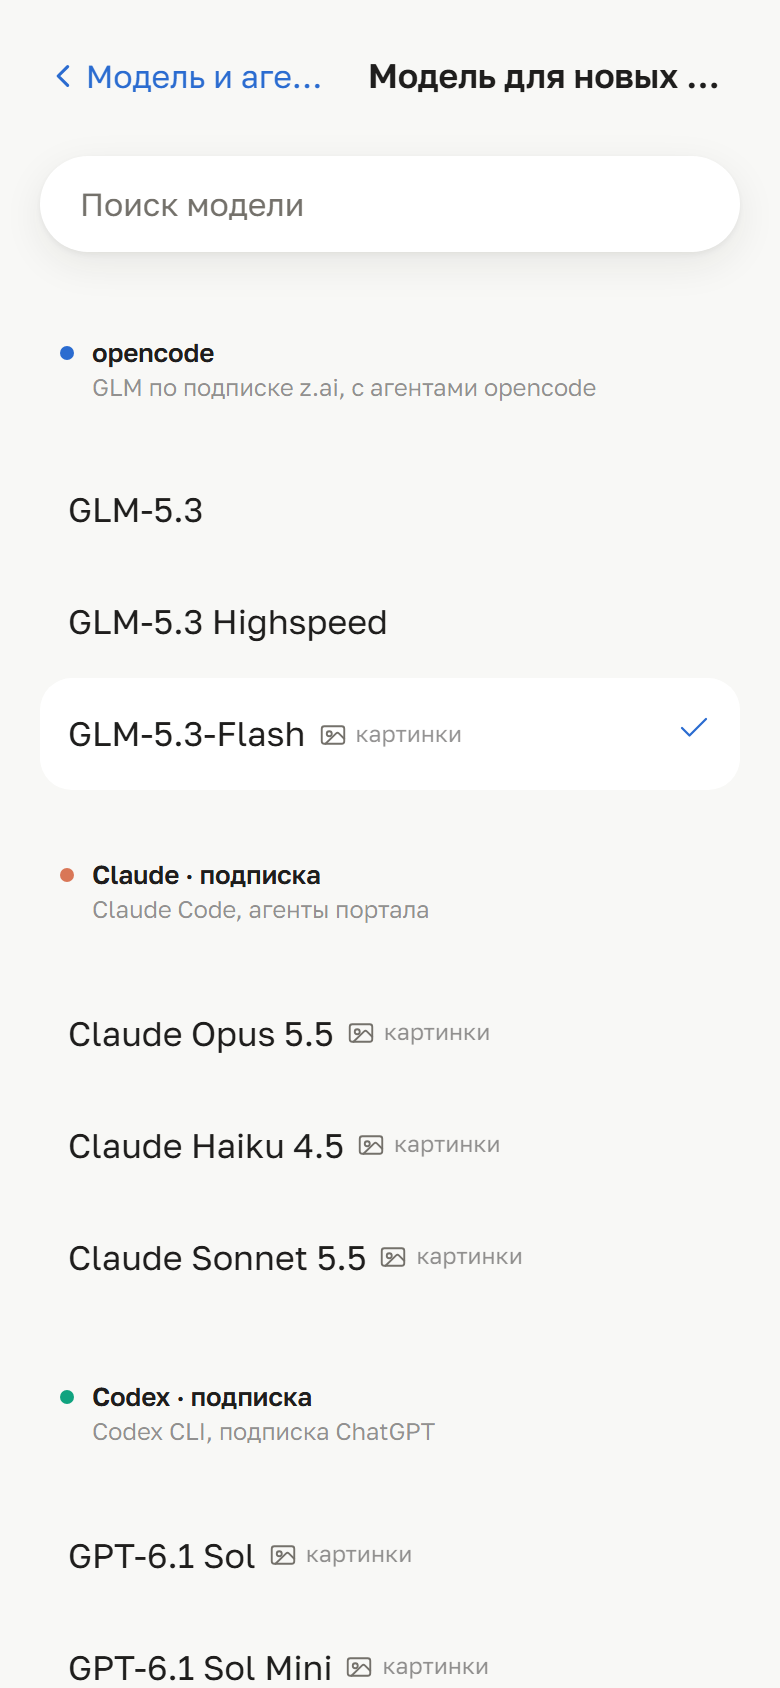 Модель и аге...
Модель для новых ...
Поиск модели
opencode
GLM по подписке z.ai, с агентами opencode
GLM-5.3
GLM-5.3 Highspeed
GLM-5.3-Flash картинки
Claude · подписка
Claude Code, агенты портала
Claude Opus 5.5 картинки
Claude Haiku 4.5 картинки
Claude Sonnet 5.5 картинки
Codex · подписка
Codex CLI, подписка ChatGPT
GPT-6.1 Sol картинки
GPT-6.1 Sol Mini картинки